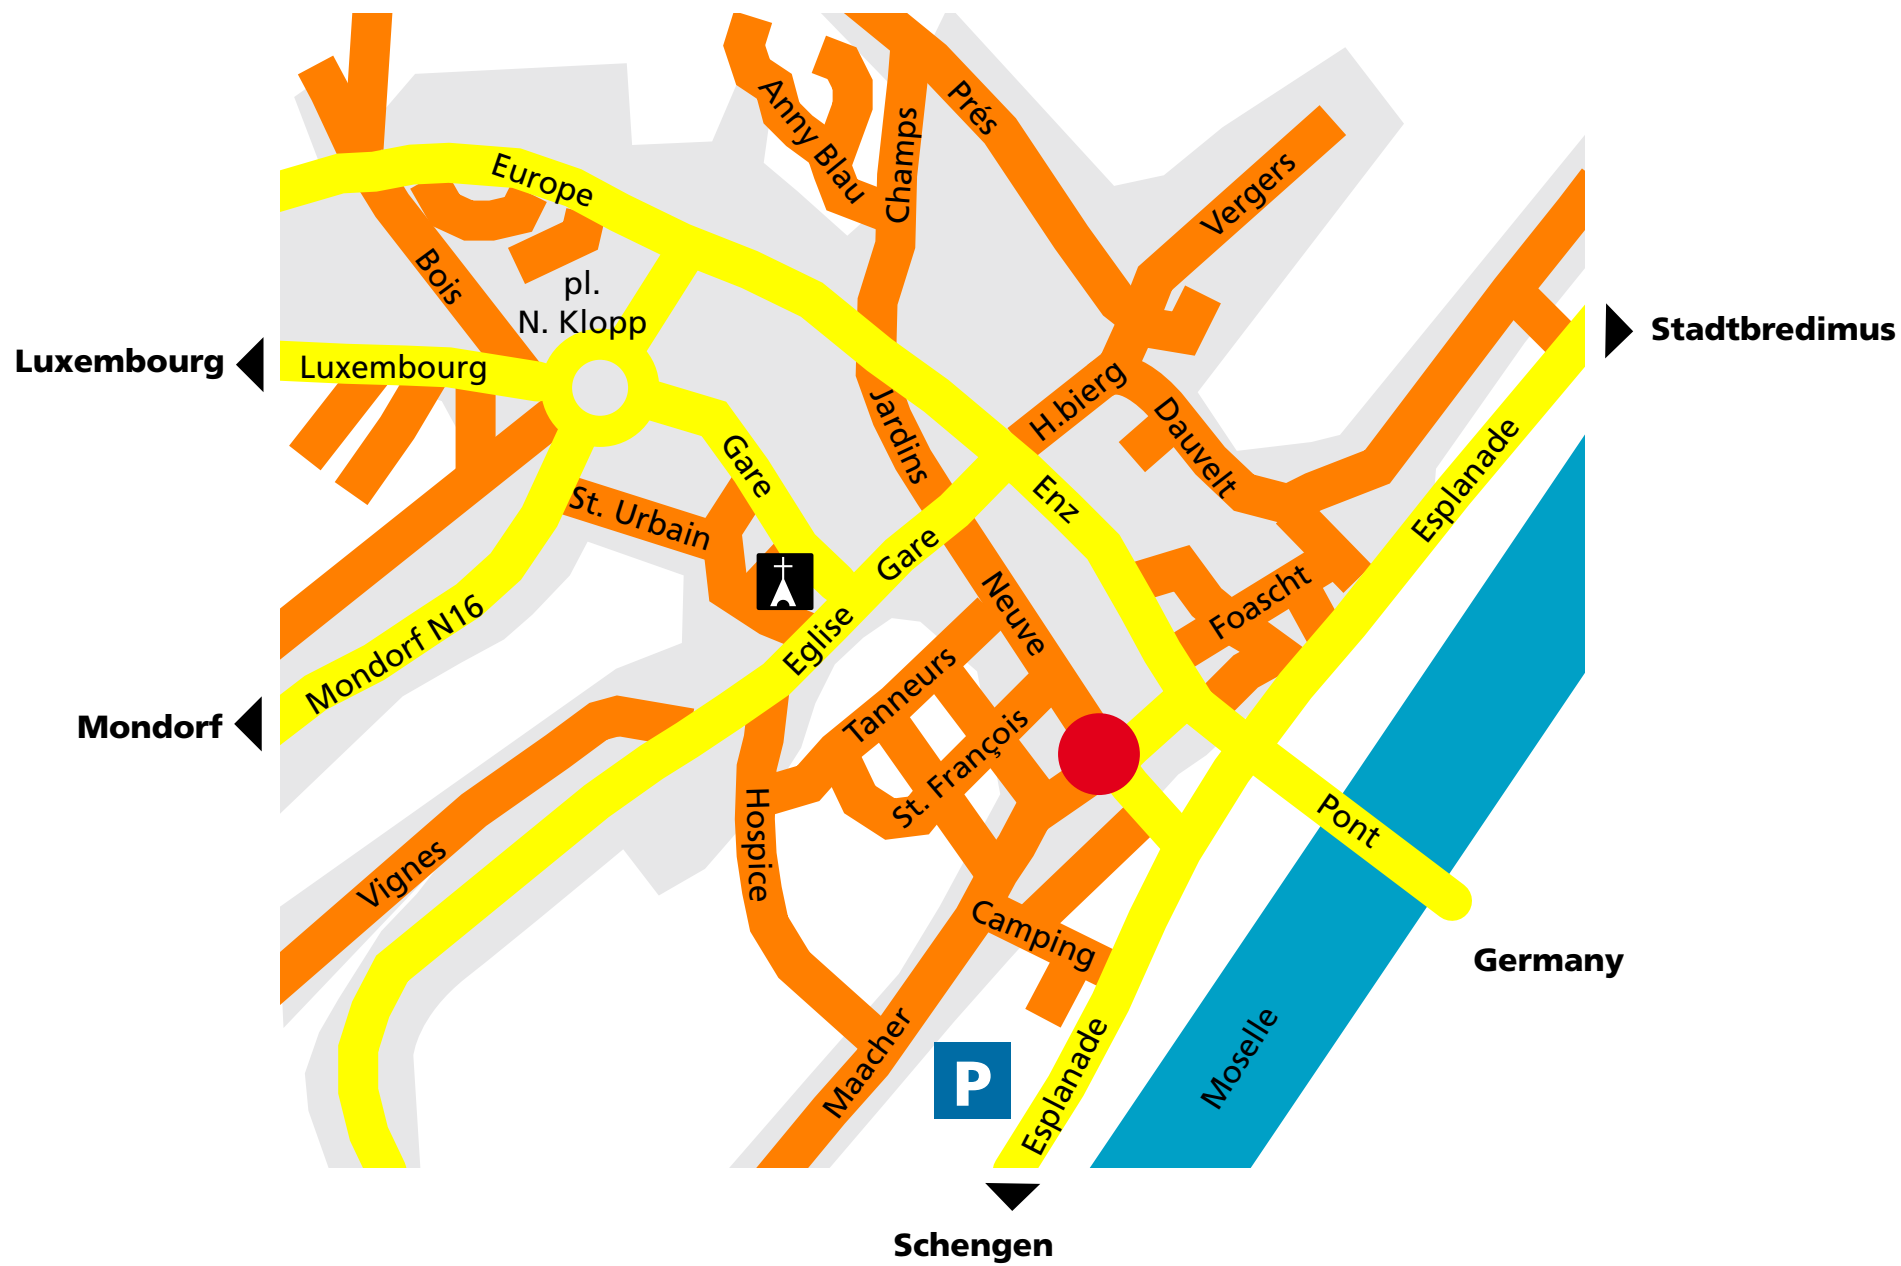 Europe
Anny Blau
Champs
Prés
Vergers
Bois
pl.
N. Klopp
Luxembourg
Luxembourg
Stadtbredimus
Jardins
H.bierg
Dauvelt
Esplanade
Gare
St. Urbain
Gare
Enz
Neuve
Foascht
Eglise
Mondorf N16
Mondorf
Tanneurs
St. François
Hospice
Vignes
Pont
Camping
Germany
Maacher
P
Esplanade
Moselle
Schengen